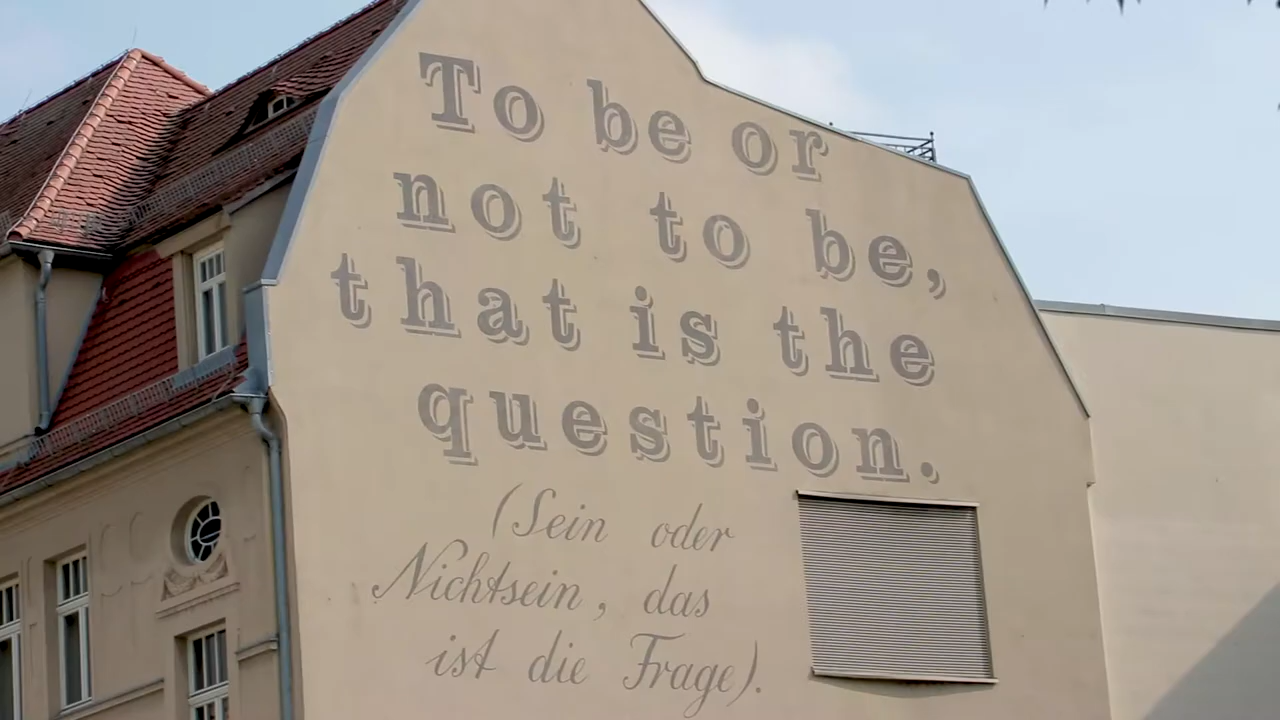 To be or
not to be,
that is the
question.
(Sein oder
Nichtsein, das
ist die Frage).